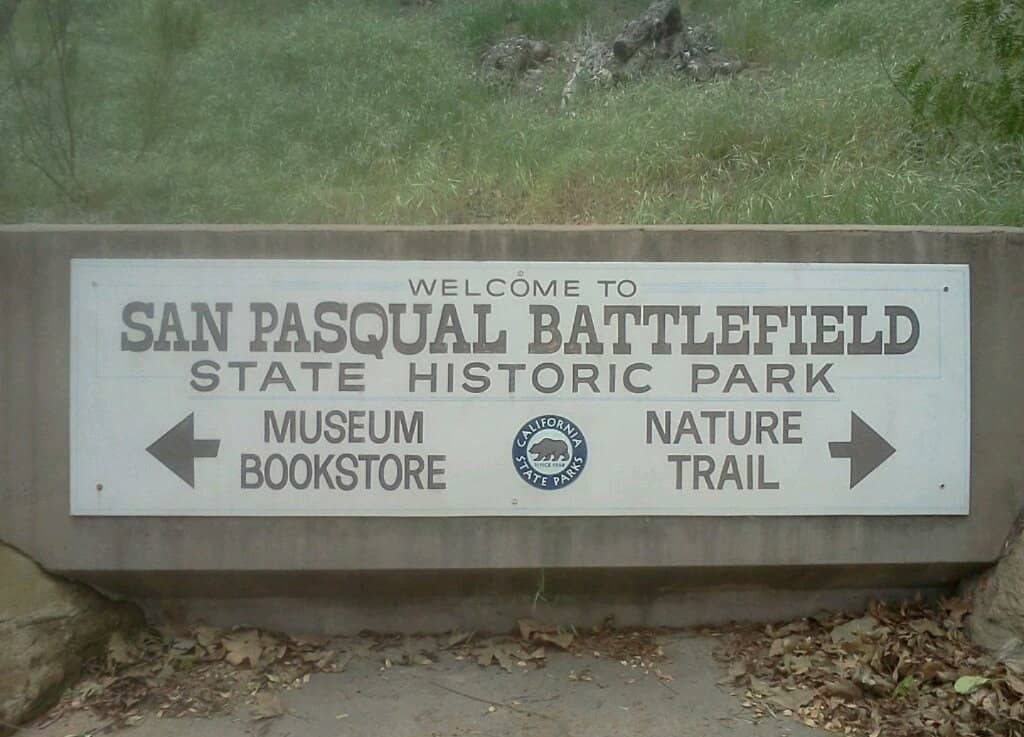 WELCOME TO
SAN PASQUAL BATTLEFIELD
STATE HISTORIC PARK
MUSEUM
BOOKSTORE
CALIFORNIA
STATE PARKS
NATURE
TRAIL